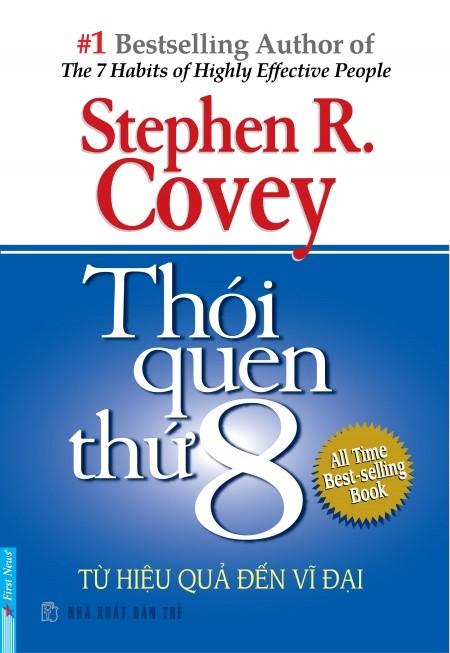 #1 Bestselling Author of
The 7 Habits of Highly Effective People
Stephen R.
Covey
Thói
quen
thứ 8
All Time
Best-selling
Book
TỪ HIỆU QUẢ ĐẾN VĨ ĐẠI
First News
NHÀ XUẤT BẢN TRẺ